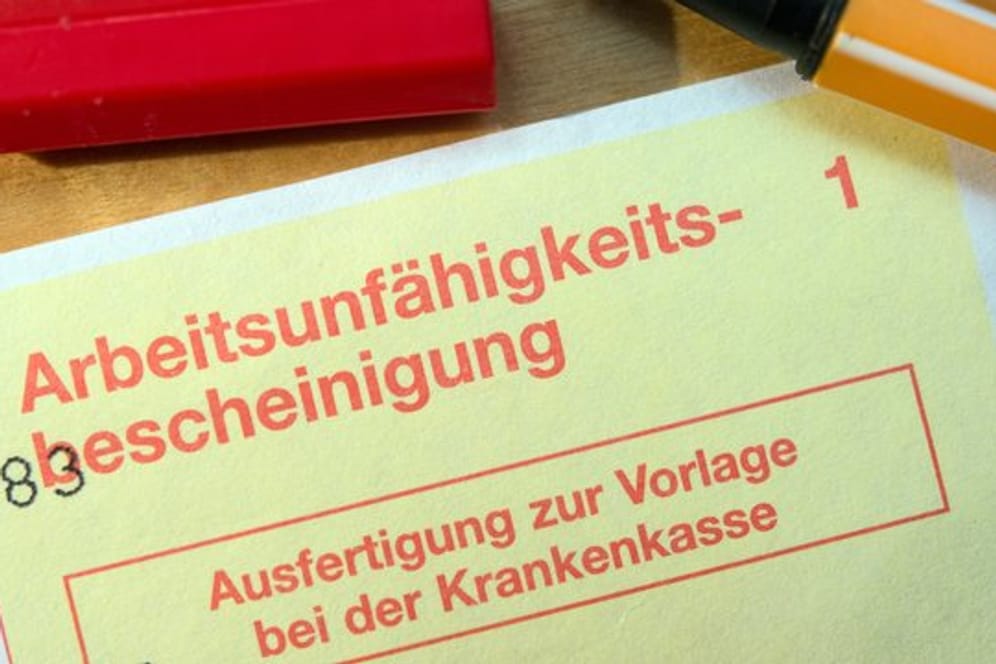 1
Arbeitsunfähigkeits-
bescheinigung
83
Ausfertigung zur Vorlage
bei der Krankenkasse